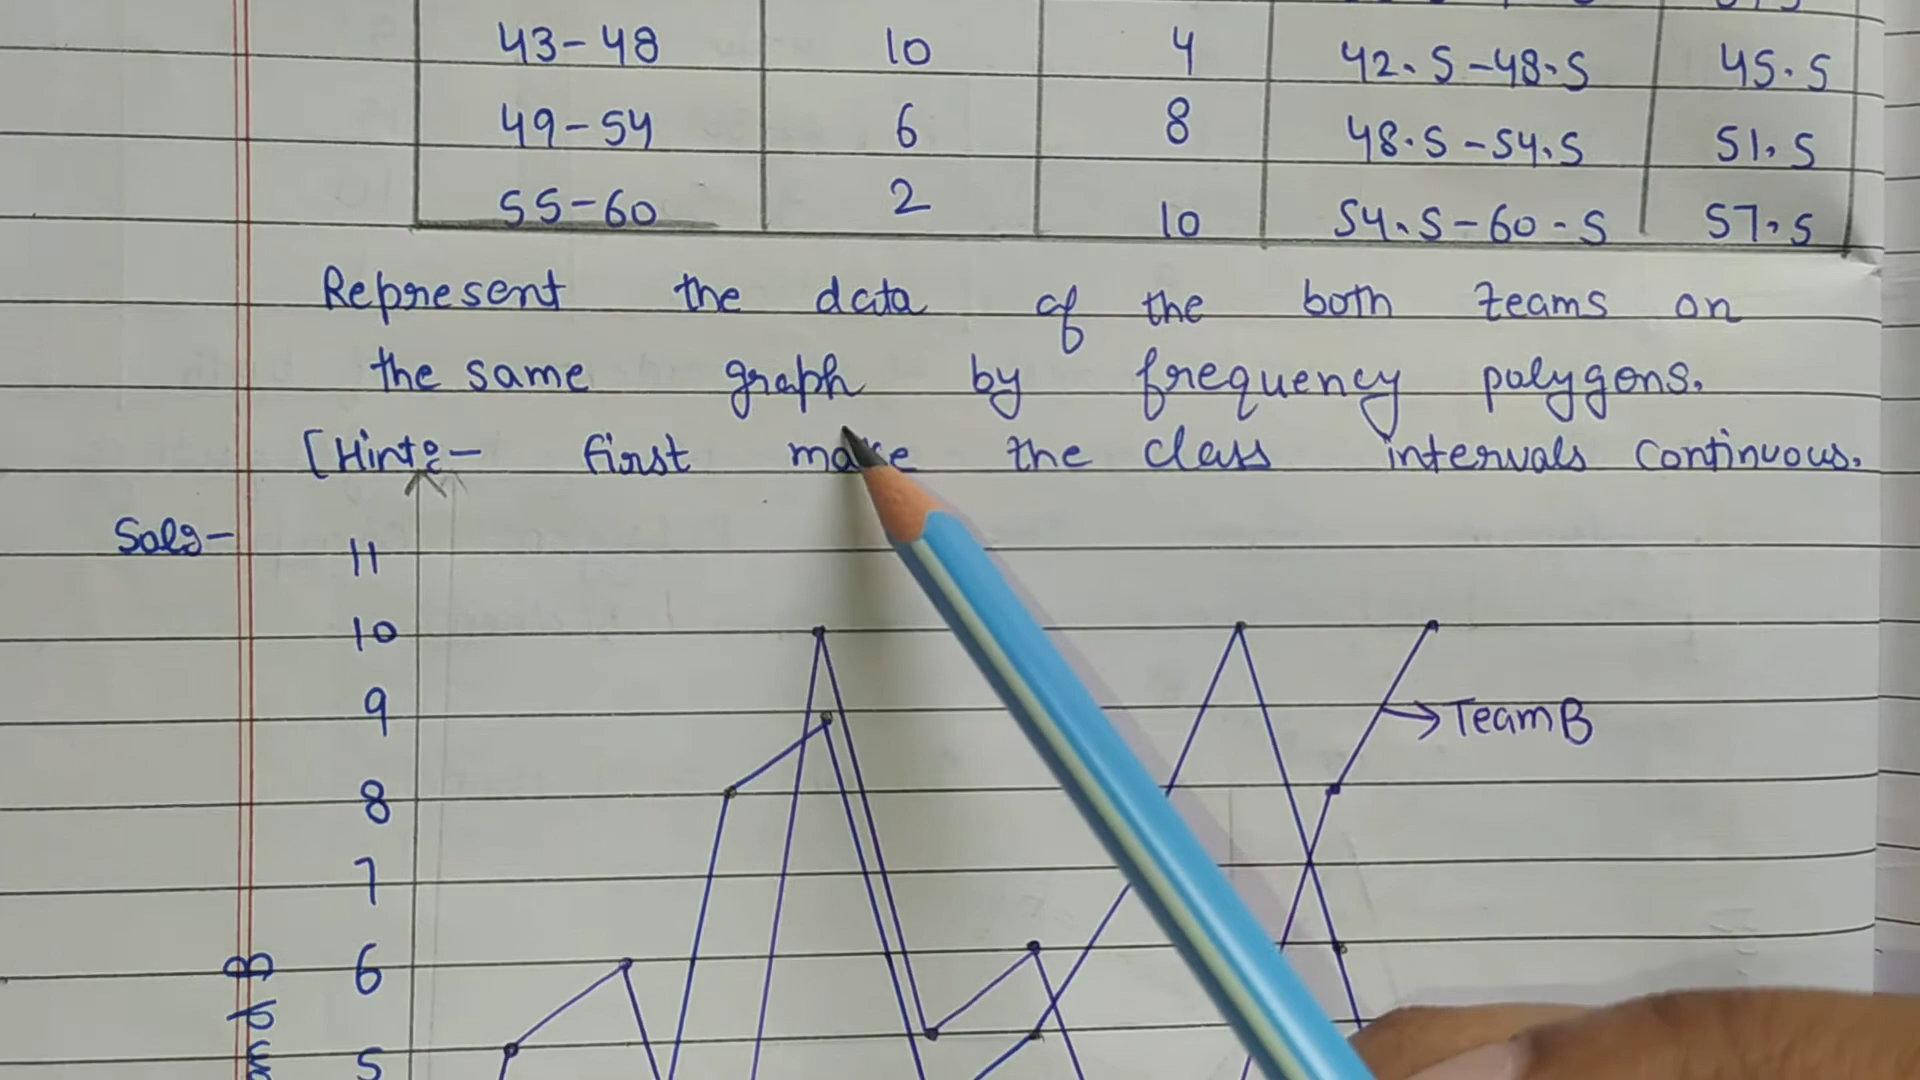 43-48 10 4 42.5-48.5 45.5
49-54 6 8 48.5-54.5 51.5
55-60 2 10 54.5-60.5 57.5
Represent the data of the both teams on
the same graph by frequency polygons.
[Hint:- first make the class intervals continuous.
Sol:-
11
10
9
→Team B
8
7
6
5